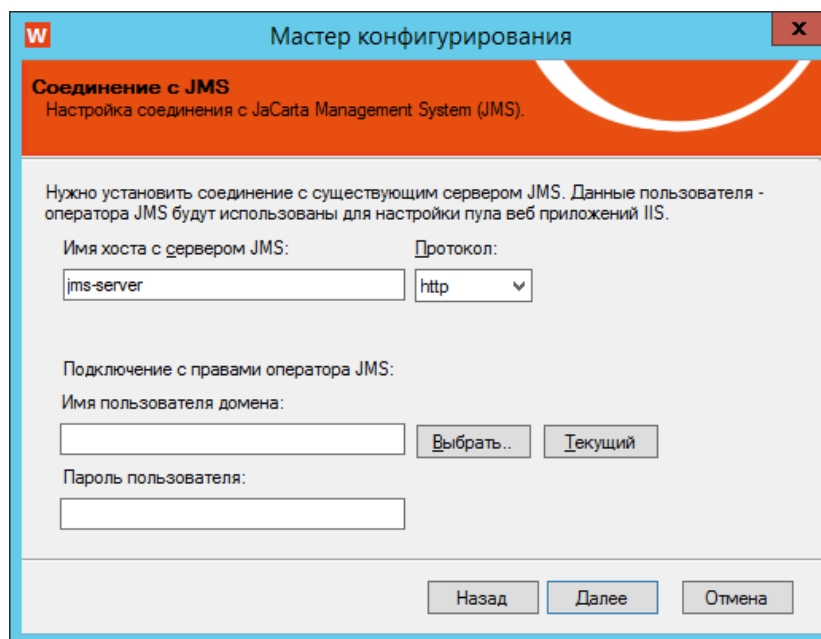 W
Мастер конфигурирования
x
Соединение с JMS
Настройка соединения с JaCarta Management System (JMS).
Нужно установить соединение с существующим сервером JMS. Данные пользователя -
оператора JMS будут использованы для настройки пула веб приложений IIS.
Имя хоста с сервером JMS: Протокол:
jms-server http
Подключение с правами оператора JMS:
Имя пользователя домена:
Выбрать.. Текущий
Пароль пользователя:
Назад Далее Отмена